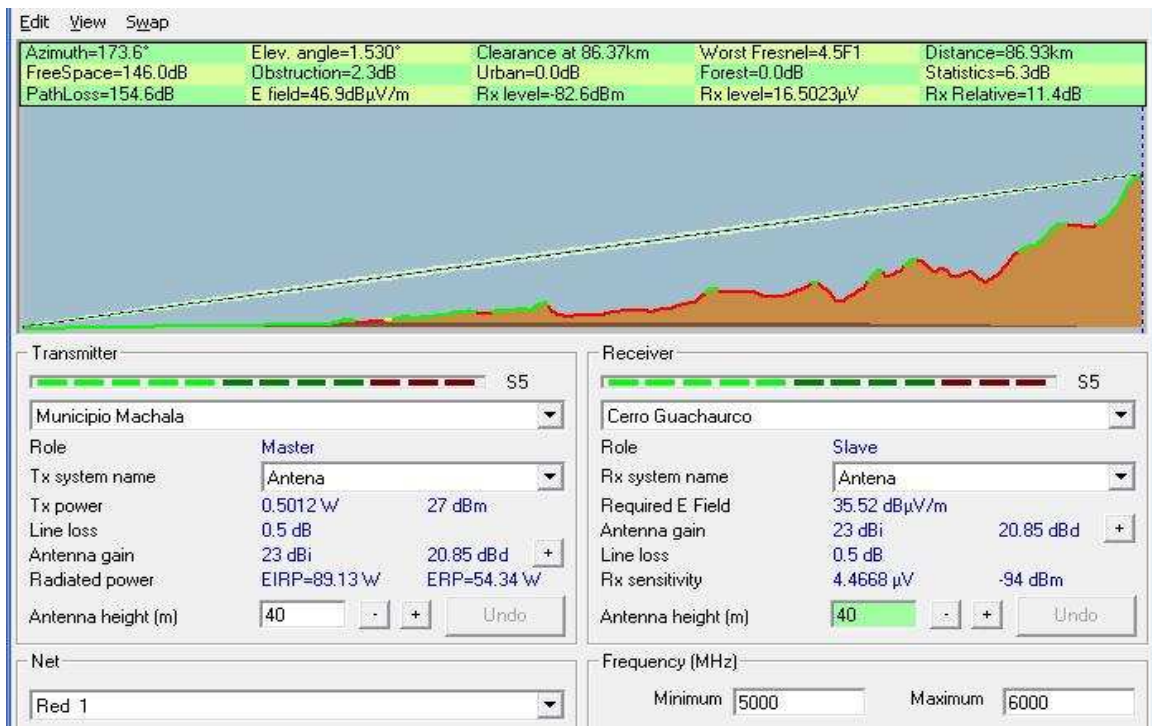 Edit View Swap
Azimuth=173.6° Elev. angle=1.530° Clearance at 86.37km Worst Fresnel=4.5F1 Distance=86.93km
FreeSpace=146.0dB Obstruction=2.3dB Urban=0.0dB Forest=0.0dB Statistics=6.3dB
PathLoss=154.6dB E field=46.9dBµV/m Rx level=-82.6dBm Rx level=16.5023µV Rx Relative=11.4dB
Transmitter
S5
Municipio Machala
Role Master
Tx system name Antena
Tx power 0.5012 W 27 dBm
Line loss 0.5 dB
Antenna gain 23 dBi 20.85 dBd +
Radiated power EIRP=89.13 W ERP=54.34 W
Antenna height (m) 40 - + Undo
Receiver
S5
Cerro Guachaurco
Role Slave
Rx system name Antena
Required E Field 35.52 dBµV/m
Antenna gain 23 dBi 20.85 dBd +
Line loss 0.5 dB
Rx sensitivity 4.4668 µV -94 dBm
Antenna height (m) 40 - + Undo
Net
Red 1
Frequency (MHz)
Minimum 5000 Maximum 6000